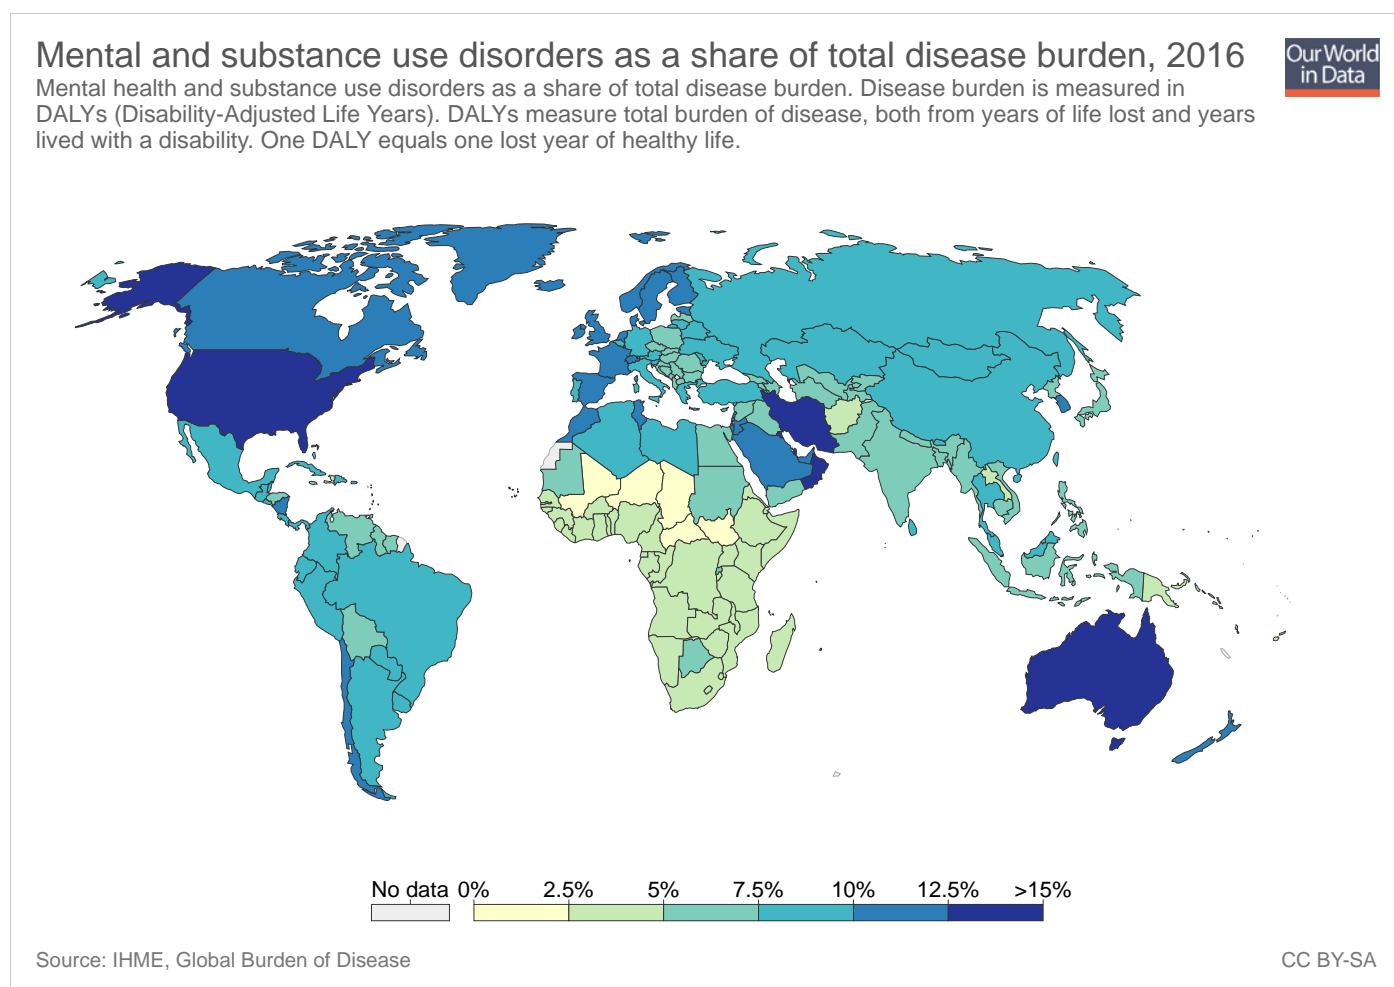 Mental and substance use disorders as a share of total disease burden, 2016
Our World
in Data
Mental health and substance use disorders as a share of total disease burden. Disease burden is measured in
DALYs (Disability-Adjusted Life Years). DALYs measure total burden of disease, both from years of life lost and years
lived with a disability. One DALY equals one lost year of healthy life.
No data 0% 2.5% 5% 7.5% 10% 12.5% >15%
Source: IHME, Global Burden of Disease
CC BY-SA